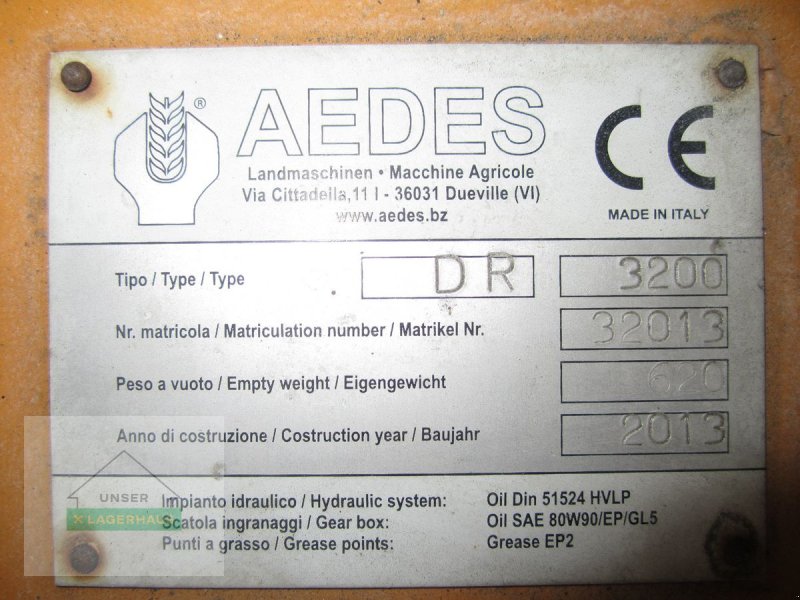 AEDES
®
Landmaschinen • Macchine Agricole
Via Cittadella,11 I - 36031 Dueville (VI)
www.aedes.bz
CE
MADE IN ITALY
Tipo / Type / Type DR 3200
Nr. matricola / Matriculation number / Matrikel Nr. 32013
Peso a vuoto / Empty weight / Eigengewicht 620
Anno di costruzione / Costruction year / Baujahr 2013
Impianto idraulico / Hydraulic system: Oil Din 51524 HVLP
Scatola ingranaggi / Gear box: Oil SAE 80W90/EP/GL5
Punti a grasso / Grease points: Grease EP2
UNSER
X LAGERHAUS